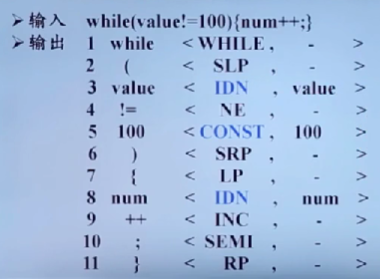 ➢输入 while(value!=100){num++;}
➢输出 1 while < WHILE , - >
2 ( < SLP , - >
3 value < IDN , value >
4 != < NE , - >
5 100 < CONST , 100 >
6 ) < SRP , - >
7 { < LP , - >
8 num < IDN , num >
9 ++ < INC , - >
10 ; < SEMI , - >
11 } < RP , - >